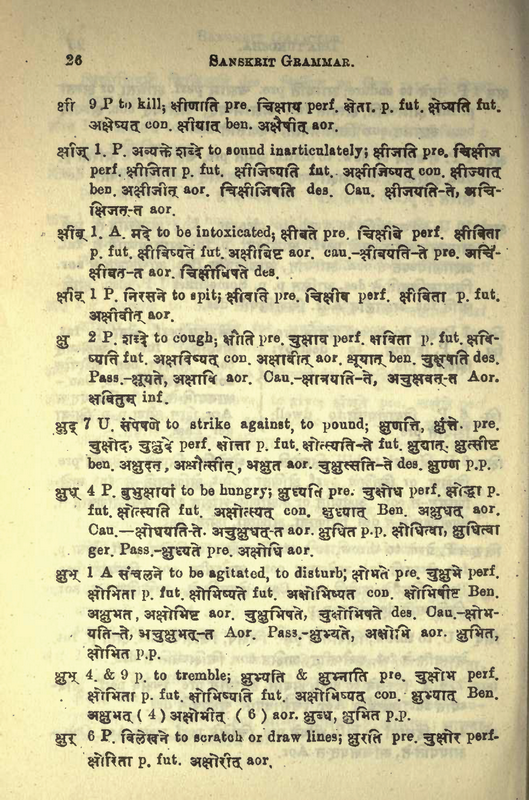 26 SANSKRIT GRAMMAR.
क्षी 9 P to kill; क्षीणाति pre. चिक्षाय perf. क्षेता. p. fut. क्षेष्यति fut.
अक्षेष्यत् con. क्षीयात् ben. अक्षैषीत् aor.
क्षीज् 1. P. अव्यक्ते शब्दे to sound inarticulately; क्षीजति pre. चिक्षीज
perf. क्षीजिता p. fut. क्षीजिष्यति fut. अक्षीजिष्यत् con. क्षीज्यात्
ben. अक्षीजीत् aor. चिक्षीजिषति des. Cau. क्षीजयति-ते, अचि-
क्षिजत्-त aor.
क्षीब् 1. A. मदे to be intoxicated; क्षीबते pre. चिक्षीबे perf. क्षीबिता
p. fut. क्षीबिष्यते fut. अक्षीबिष्ट aor. cau.-क्षीबयति-ते pre. अचि-
क्षीबत्-त aor. चिक्षीबिषते des.
क्षीव् 1 P. निरसने to spit; क्षीवति pre. चिक्षीव perf. क्षीविता p. fut.
अक्षीवीत् aor.
क्षु 2 P. शब्दे to cough; क्षौति pre. चुक्षाव perf. क्षविता p. fut. क्षवि-
ष्यति fut. अक्षविष्यत् con. अक्षावीत् aor. क्षूयात् ben. चुक्षूषति des.
Pass.-क्षूयते, अक्षावि aor. Cau.-क्षावयति-ते, अचुक्षवत्-त Aor.
क्षवितुम् inf.
क्षुद् 7 U. संपेषणे to strike against, to pound; क्षुणत्ति, क्षुंत्ते. pre.
चुक्षोद, चुक्षुदे perf. क्षोत्ता p. fut. क्षोत्स्यति-ते fut. क्षुद्यात्, क्षुत्सीष्ट
ben. अक्षुदत्, अक्षौत्सीत्, अक्षुत्त aor. चुक्षुत्सति-ते des. क्षुण्ण p.p.
क्षुध् 4 P. बुभुक्षायां to be hungry; क्षुध्यति pre. चुक्षोध perf. क्षोद्धा p.
fut. क्षोत्स्यति fut. अक्षोत्स्यत् con. क्षुध्यात् Ben. अक्षुधत् aor.
Cau.—क्षोधयति-ते. अचुक्षुधत्-त aor. क्षुधित p.p. क्षोधित्वा, क्षुधित्वा
ger. Pass.-क्षुध्यते pre. अक्षोधि aor.
क्षुभ् 1 A संचलने to be agitated, to disturb; क्षोभते pre. चुक्षुभे perf.
क्षोभिता p. fut. क्षोभिष्यते fut. अक्षोभिष्यत con. क्षोभिषीष्ट Ben.
अक्षुभत, अक्षोभिष्ट aor. चुक्षुभिषते, चुक्षोभिषते des. Cau.-क्षोभ-
यति-ते, अचुक्षुभत्-त Aor. Pass.-क्षुभ्यते, अक्षोभि aor. क्षुभित,
क्षोभित p.p.
क्षुभ् 4. & 9 p. to tremble; क्षुभ्यति & क्षुभ्नाति pre. चुक्षोभ perf.
क्षोभिता p. fut. क्षोभिष्यति fut. अक्षोभिष्यत् con. क्षुभ्यात् Ben.
अक्षुभत् ( 4 ) अक्षोभीत् ( 6 ) aor. क्षुब्ध, क्षुभित p.p.
क्षुर् 6 P. विलेखने to scratch or draw lines; क्षुरति pre. चुक्षोर perf-
क्षोरिता p. fut. अक्षोरीत् aor.